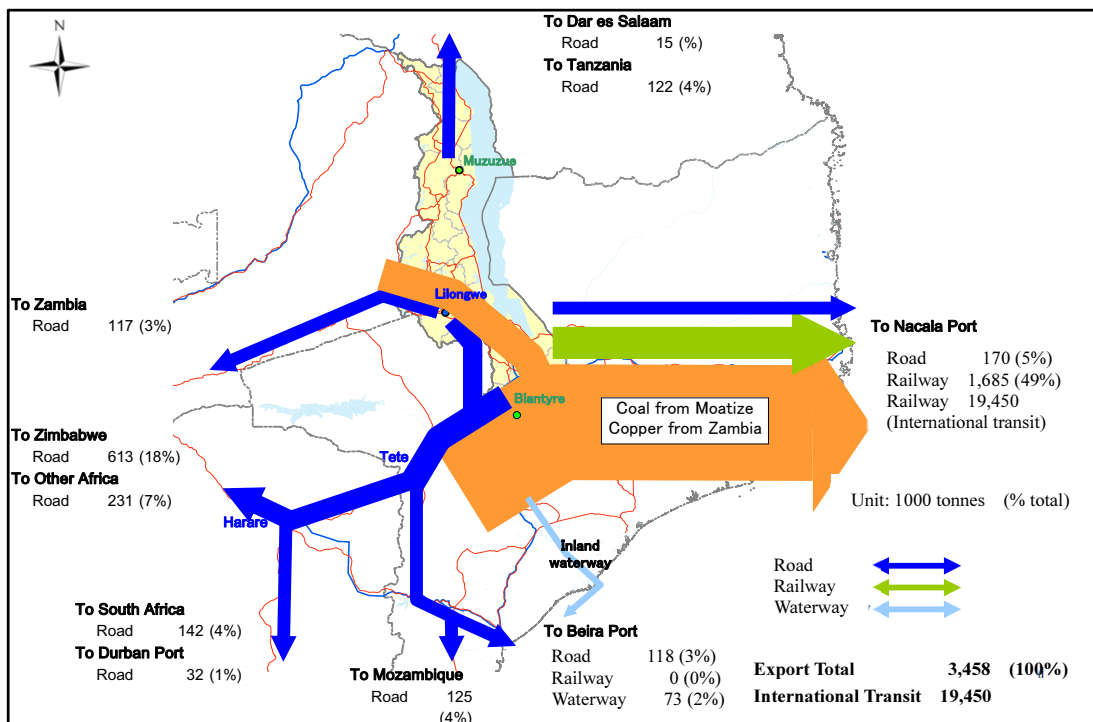 N
To Dar es Salaam
Road 15 (%)
To Tanzania
Road 122 (4%)
Muzuzue
To Zambia
Road 117 (3%)
Lilongwe
To Nacala Port
Road 170 (5%)
Railway 1,685 (49%)
Railway 19,450
(International transit)
Blantyre
Coal from Moatize
Copper from Zambia
To Zimbabwe
Road 613 (18%)
To Other Africa
Road 231 (7%)
Tete
Harare
Unit: 1000 tonnes (% total)
Inland
waterway
Road
Railway
Waterway
To South Africa
Road 142 (4%)
To Durban Port
Road 32 (1%)
To Mozambique
Road 125
(4%)
To Beira Port
Road 118 (3%)
Railway 0 (0%)
Waterway 73 (2%)
Export Total 3,458 (100%)
International Transit 19,450